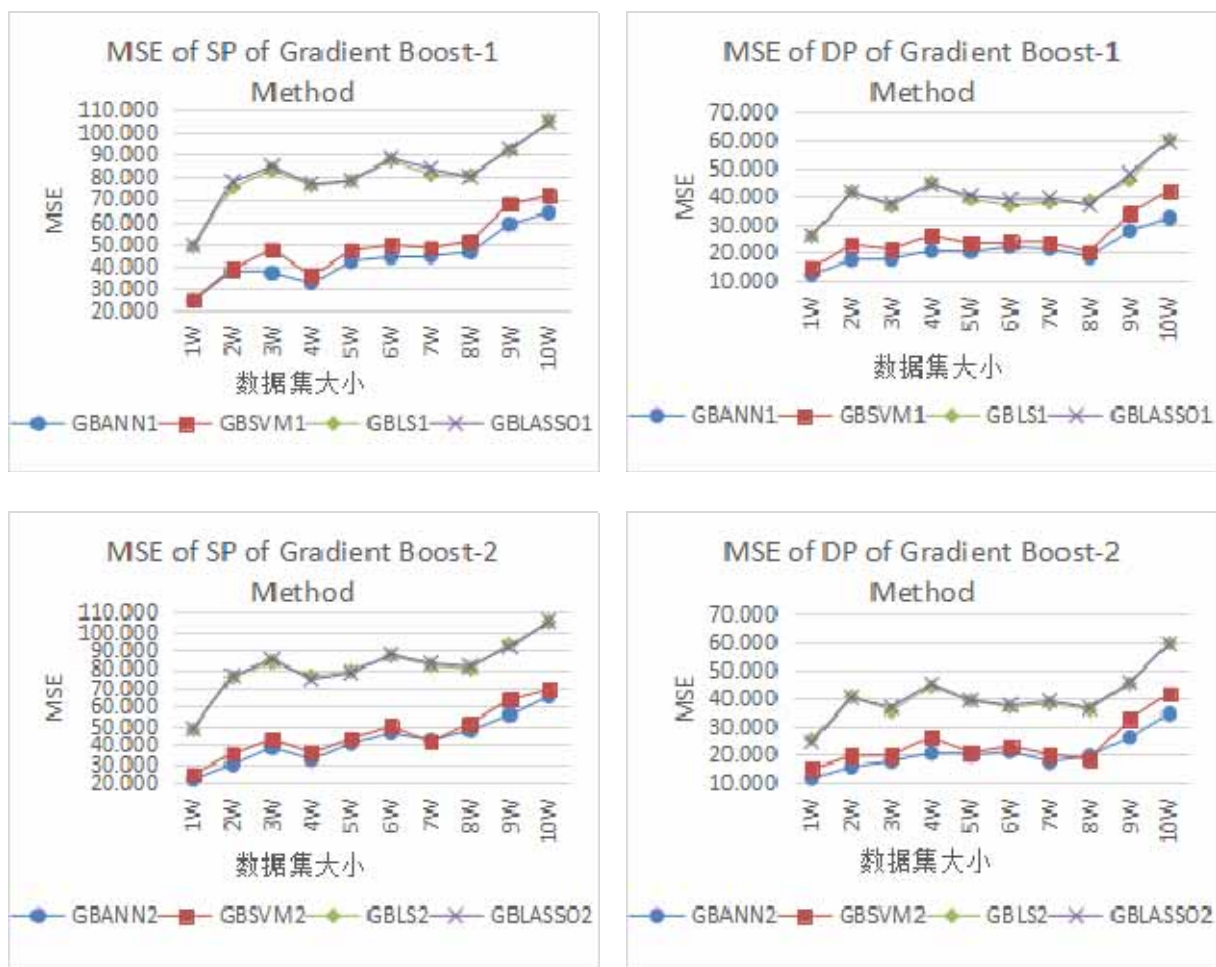 MSE of SP of Gradient Boost-1
Method
110.000
100.000
90.000
80.000
70.000
60.000
50.000
40.000
30.000
20.000
MSE
1W
2W
3W
4W
5W
6W
7W
8W
9W
10W
数据集大小
GBANN1 GBSVM1 GBLS1 GBLASSO1
MSE of DP of Gradient Boost-1
Method
70.000
60.000
50.000
40.000
30.000
20.000
10.000
MSE
1W
2W
3W
4W
5W
6W
7W
8W
9W
10W
数据集大小
GBANN1 GBSVM1 GBLS1 GBLASSO1
MSE of SP of Gradient Boost-2
Method
110.000
100.000
90.000
80.000
70.000
60.000
50.000
40.000
30.000
20.000
MSE
1W
2W
3W
4W
5W
6W
7W
8W
9W
10W
数据集大小
GBANN2 GBSVM2 GBLS2 GBLASSO2
MSE of DP of Gradient Boost-2
Method
70.000
60.000
50.000
40.000
30.000
20.000
10.000
MSE
1W
2W
3W
4W
5W
6W
7W
8W
9W
10W
数据集大小
GBANN2 GBSVM2 GBLS2 GBLASSO2